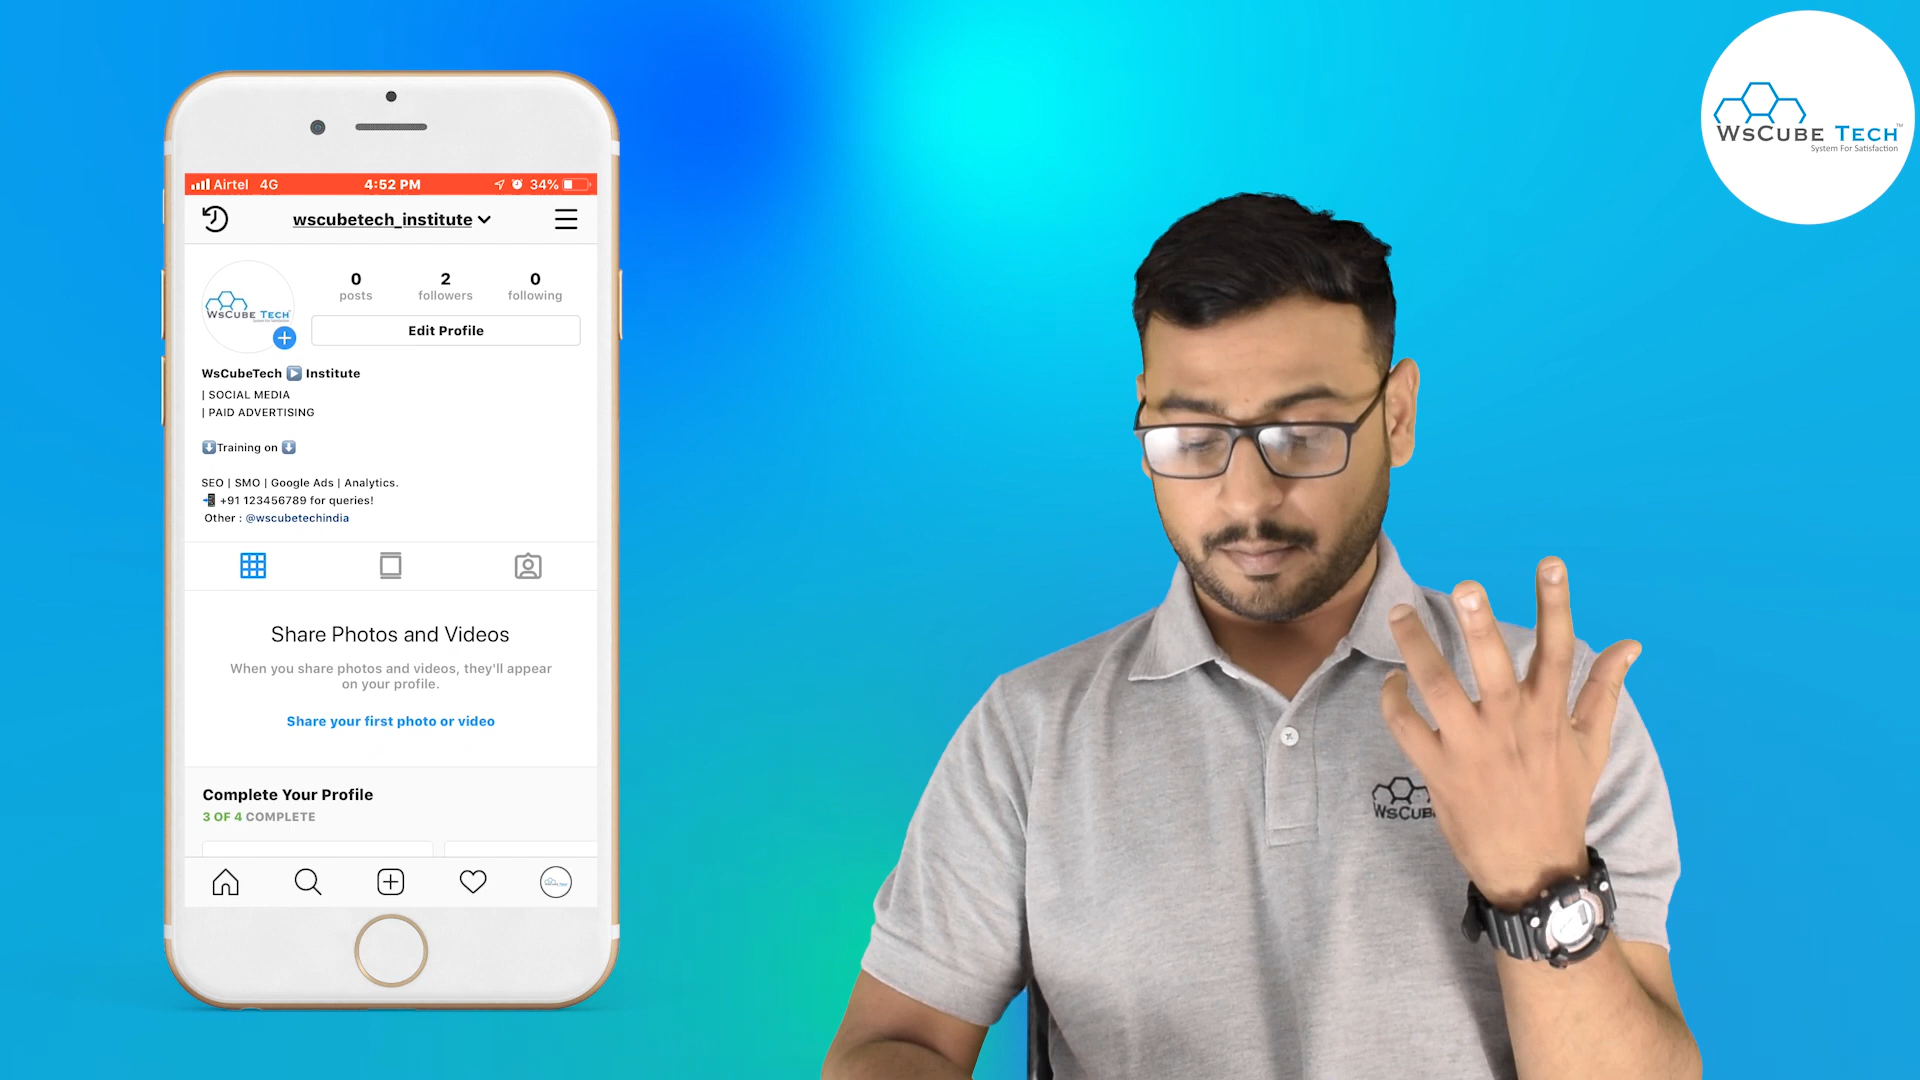 Airtel 4G 4:52 PM 34%
wscubetech_institute
0 2 0
posts followers following
WsCube Tech
Edit Profile
WsCubeTech ▶ Institute
| SOCIAL MEDIA
| PAID ADVERTISING
⬇Training on ⬇
SEO | SMO | Google Ads | Analytics.
📲 +91 123456789 for queries!
Other : @wscubetechindia
Share Photos and Videos
When you share photos and videos, they'll appear
on your profile.
Share your first photo or video
Complete Your Profile
3 OF 4 COMPLETE
WsCube Tech™
System For Satisfaction
WsCub